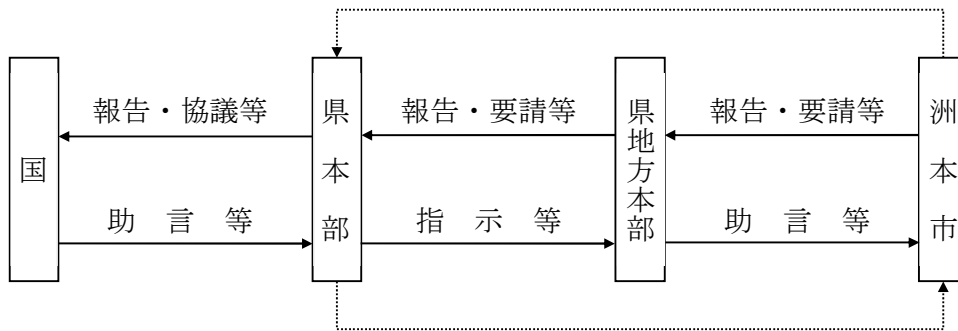 国
報告・協議等
助言等
県本部
報告・要請等
指示等
県地方本部
報告・要請等
助言等
洲本市